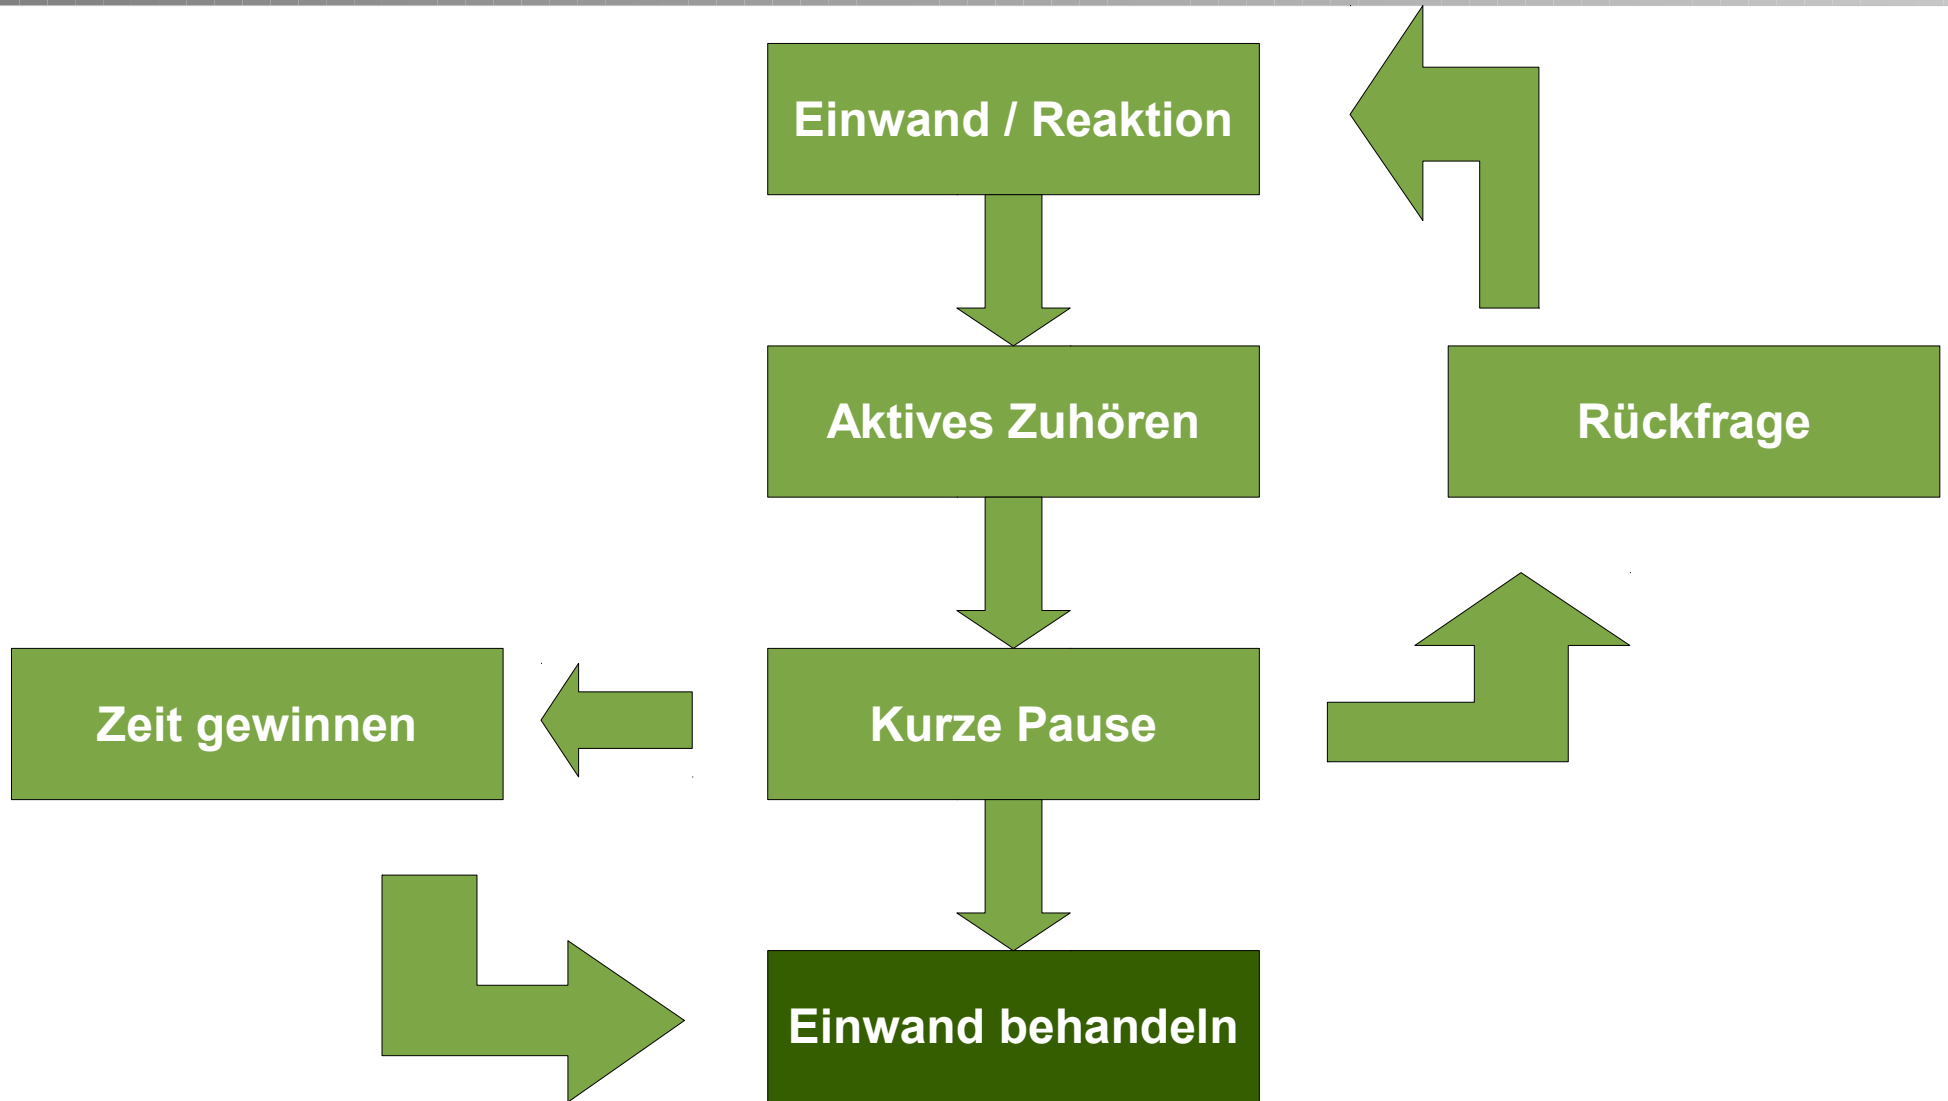 Einwand / Reaktion
Aktives Zuhören
Rückfrage
Zeit gewinnen
Kurze Pause
Einwand behandeln